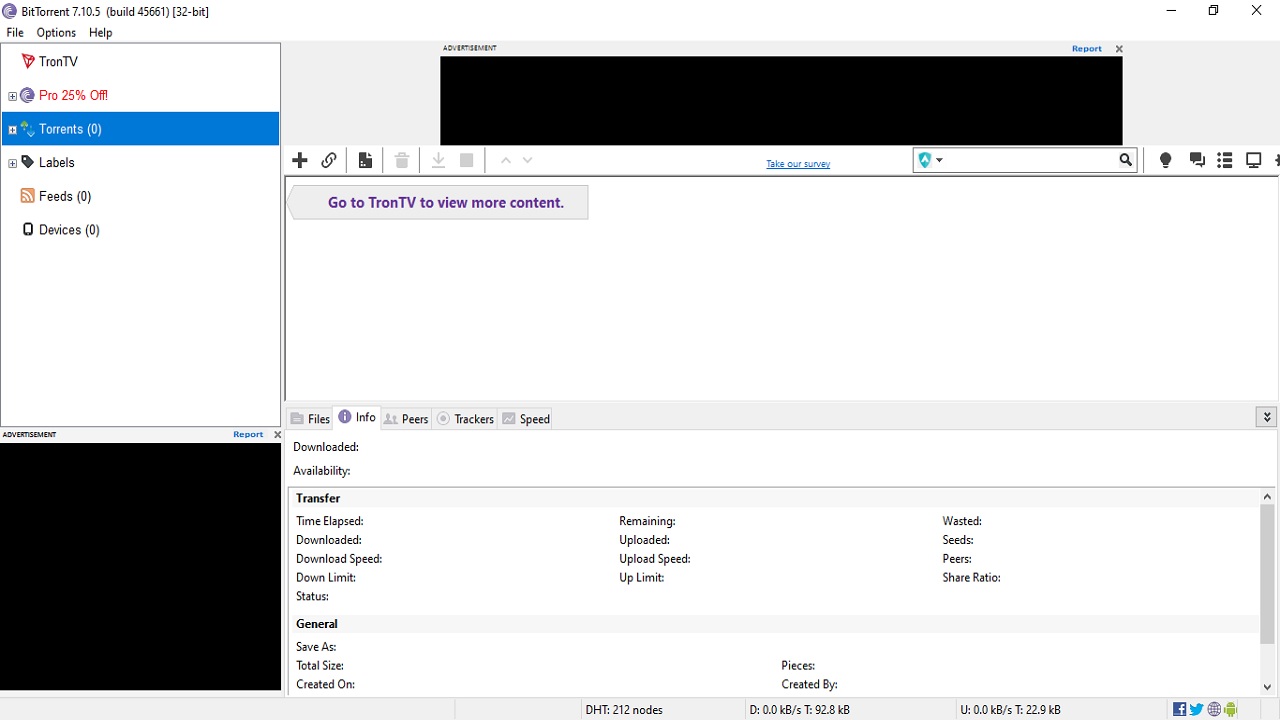 BitTorrent 7.10.5 (build 45661) [32-bit]
File Options Help
TronTV
Pro 25% Off!
Torrents (0)
Labels
Feeds (0)
Devices (0)
ADVERTISEMENT Report
ADVERTISEMENT Report
Take our survey
Go to TronTV to view more content.
Files Info Peers Trackers Speed
Downloaded:
Availability:
Transfer
Time Elapsed: Remaining: Wasted:
Downloaded: Uploaded: Seeds:
Download Speed: Upload Speed: Peers:
Down Limit: Up Limit: Share Ratio:
Status:
General
Save As:
Total Size: Pieces:
Created On: Created By:
DHT: 212 nodes D: 0.0 kB/s T: 92.8 kB U: 0.0 kB/s T: 22.9 kB